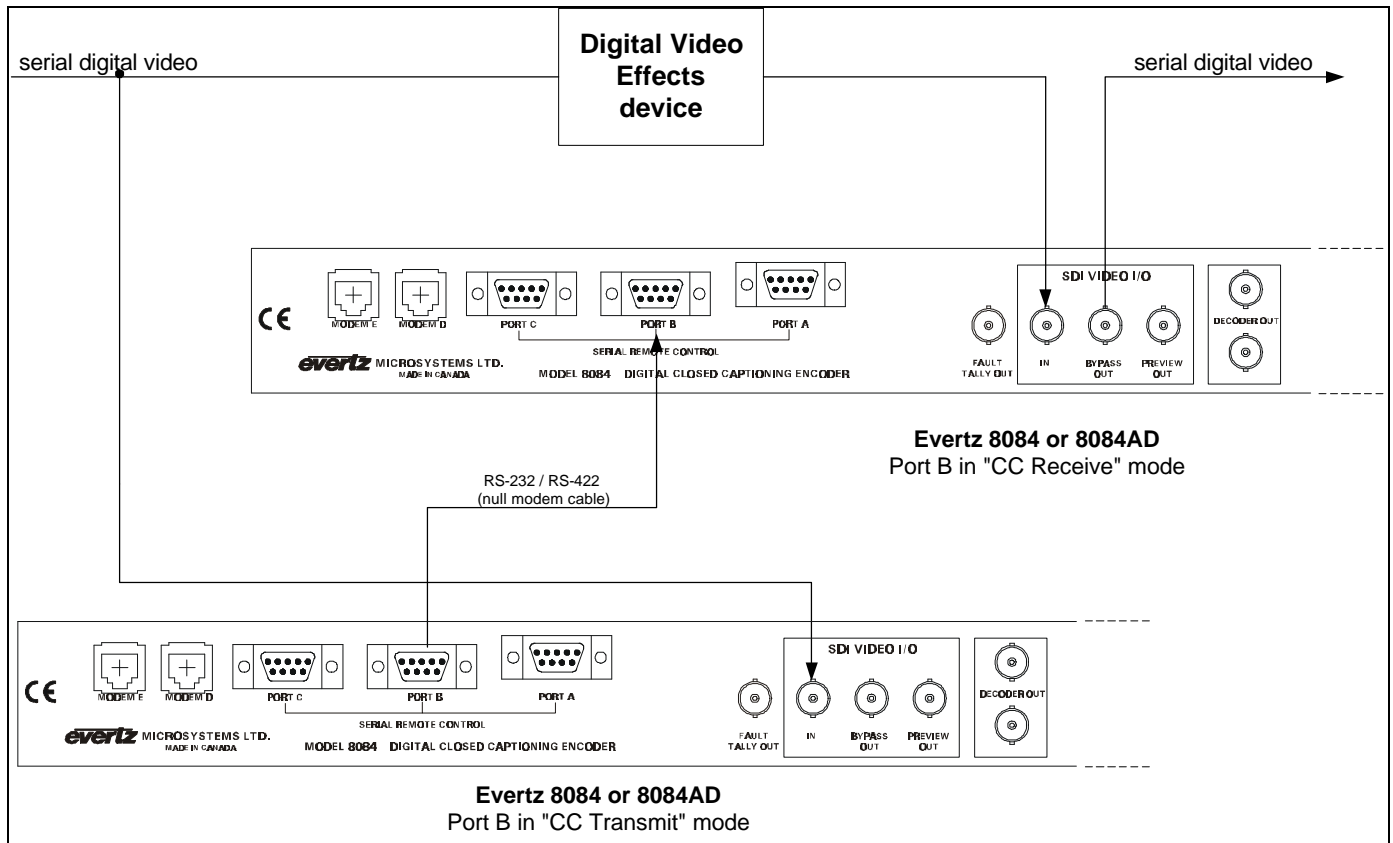 Digital Video
Effects
device
serial digital video
serial digital video
SDI VIDEO I/O
MODEM E
MODEM D
PORT C
PORT B
PORT A
DECODER OUT
CE
SERIAL REMOTE CONTROL
FAULT
TALLY OUT
IN
BYPASS
OUT
PREVIEW
OUT
evertz MICROSYSTEMS LTD.
MADE IN CANADA
MODEL 8084 DIGITAL CLOSED CAPTIONING ENCODER
Evertz 8084 or 8084AD
Port B in "CC Receive" mode
RS-232 / RS-422
(null modem cable)
SDI VIDEO I/O
MODEM E
MODEM D
PORT C
PORT B
PORT A
DECODER OUT
CE
SERIAL REMOTE CONTROL
FAULT
TALLY OUT
IN
BYPASS
OUT
PREVIEW
OUT
evertz MICROSYSTEMS LTD.
MADE IN CANADA
MODEL 8084 DIGITAL CLOSED CAPTIONING ENCODER
Evertz 8084 or 8084AD
Port B in "CC Transmit" mode